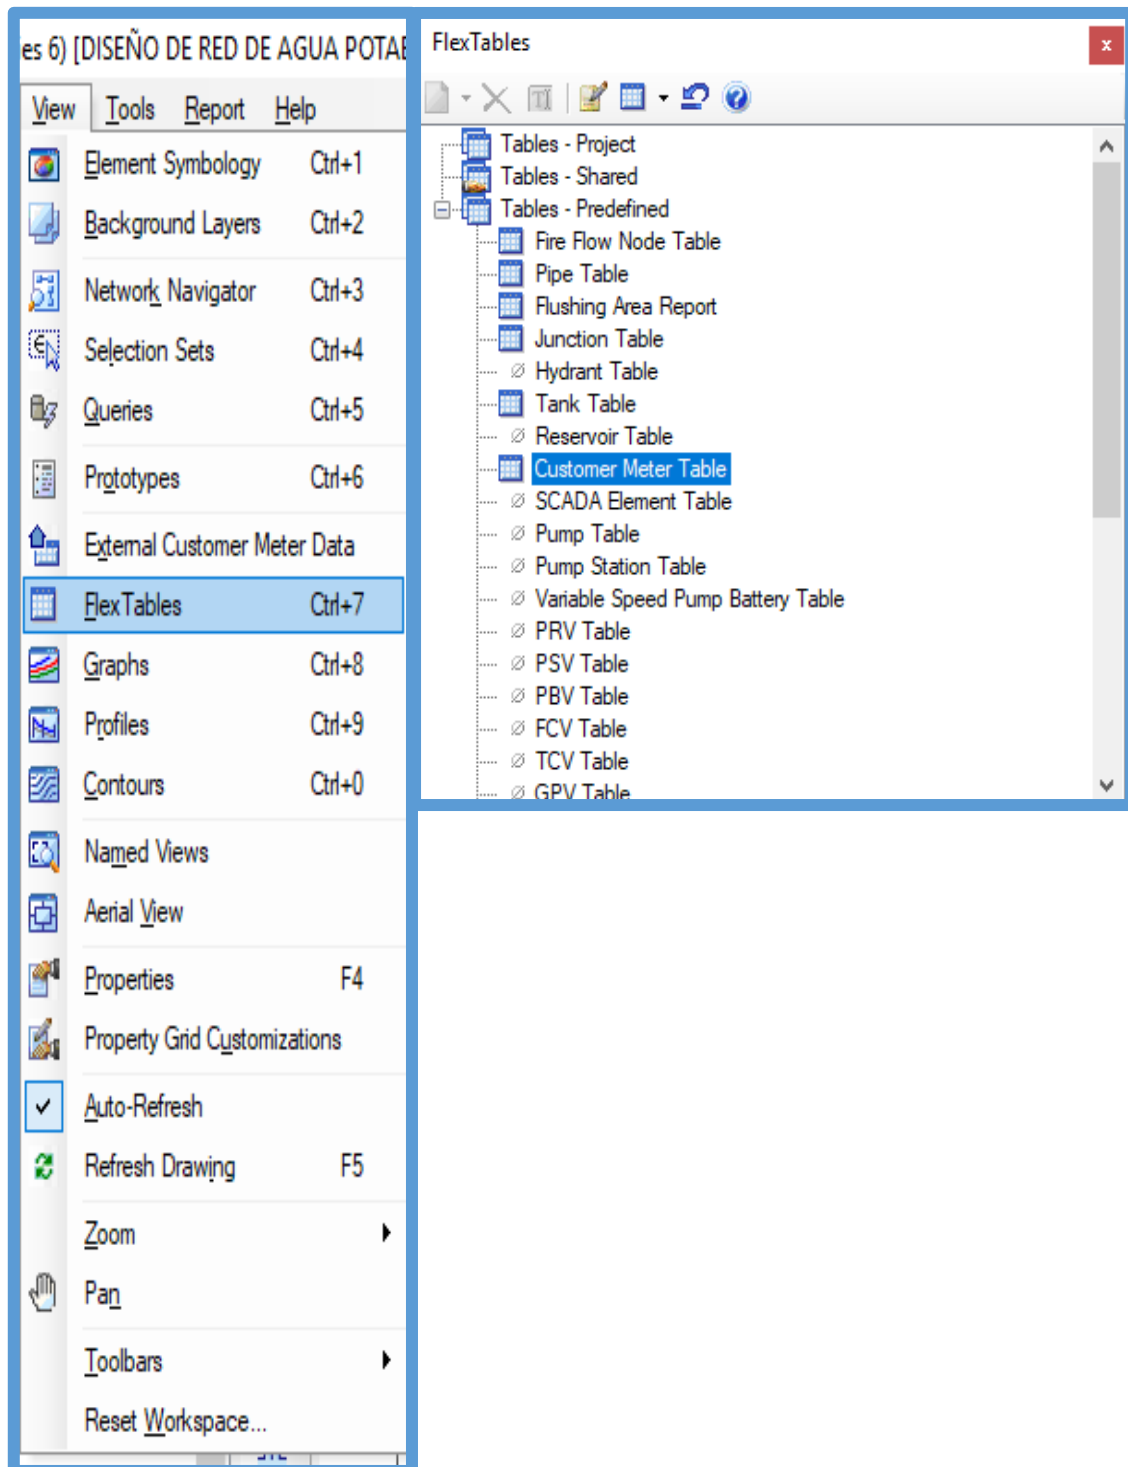 es 6) [DISEÑO DE RED DE AGUA POTAB
View Tools Report Help
Element Symbology Ctrl+1
Background Layers Ctrl+2
Network Navigator Ctrl+3
Selection Sets Ctrl+4
Queries Ctrl+5
Prototypes Ctrl+6
External Customer Meter Data
FlexTables Ctrl+7
Graphs Ctrl+8
Profiles Ctrl+9
Contours Ctrl+0
Named Views
Aerial View
Properties F4
Property Grid Customizations
Auto-Refresh
Refresh Drawing F5
Zoom
Pan
Toolbars
Reset Workspace...
FlexTables
Tables - Project
Tables - Shared
Tables - Predefined
Fire Flow Node Table
Pipe Table
Flushing Area Report
Junction Table
Hydrant Table
Tank Table
Reservoir Table
Customer Meter Table
SCADA Element Table
Pump Table
Pump Station Table
Variable Speed Pump Battery Table
PRV Table
PSV Table
PBV Table
FCV Table
TCV Table
GPV Table